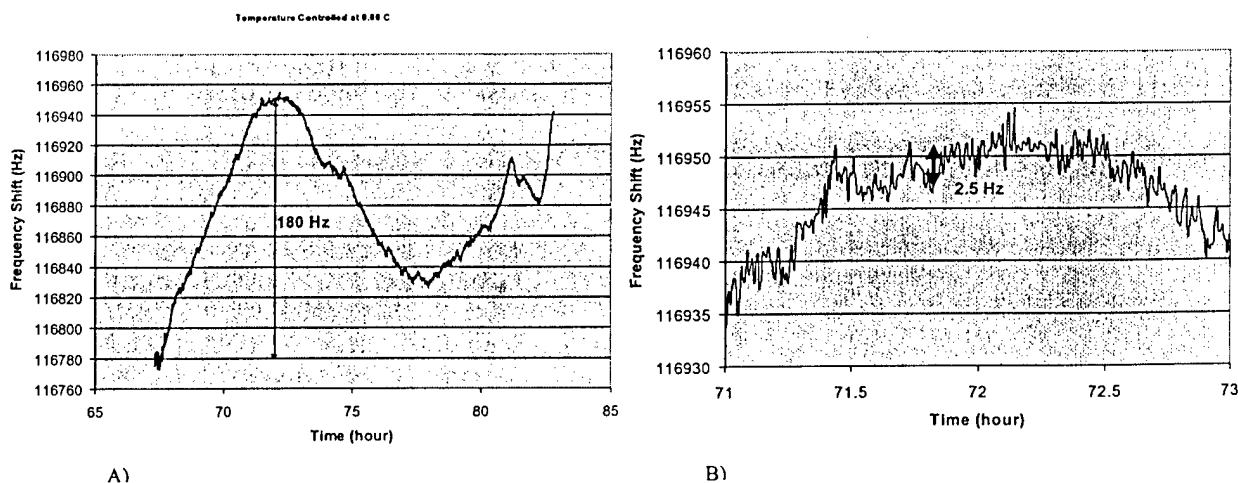 Temperature Controlled at 0.00 C
116980
116960
116940
116920
116900
116880
116860
116840
116820
116800
116780
116760
Frequency Shift (Hz)
180 Hz
65 70 75 80 85
Time (hour)
A)
116960
116955
116950
116945
116940
116935
116930
Frequency Shift (Hz)
2.5 Hz
71 71.5 72 72.5 73
Time (hour)
B)